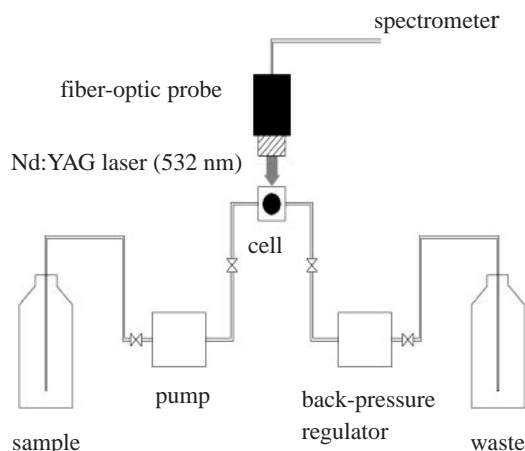 spectrometer
fiber-optic probe
Nd:YAG laser (532 nm)
cell
pump
back-pressure
regulator
sample
waste